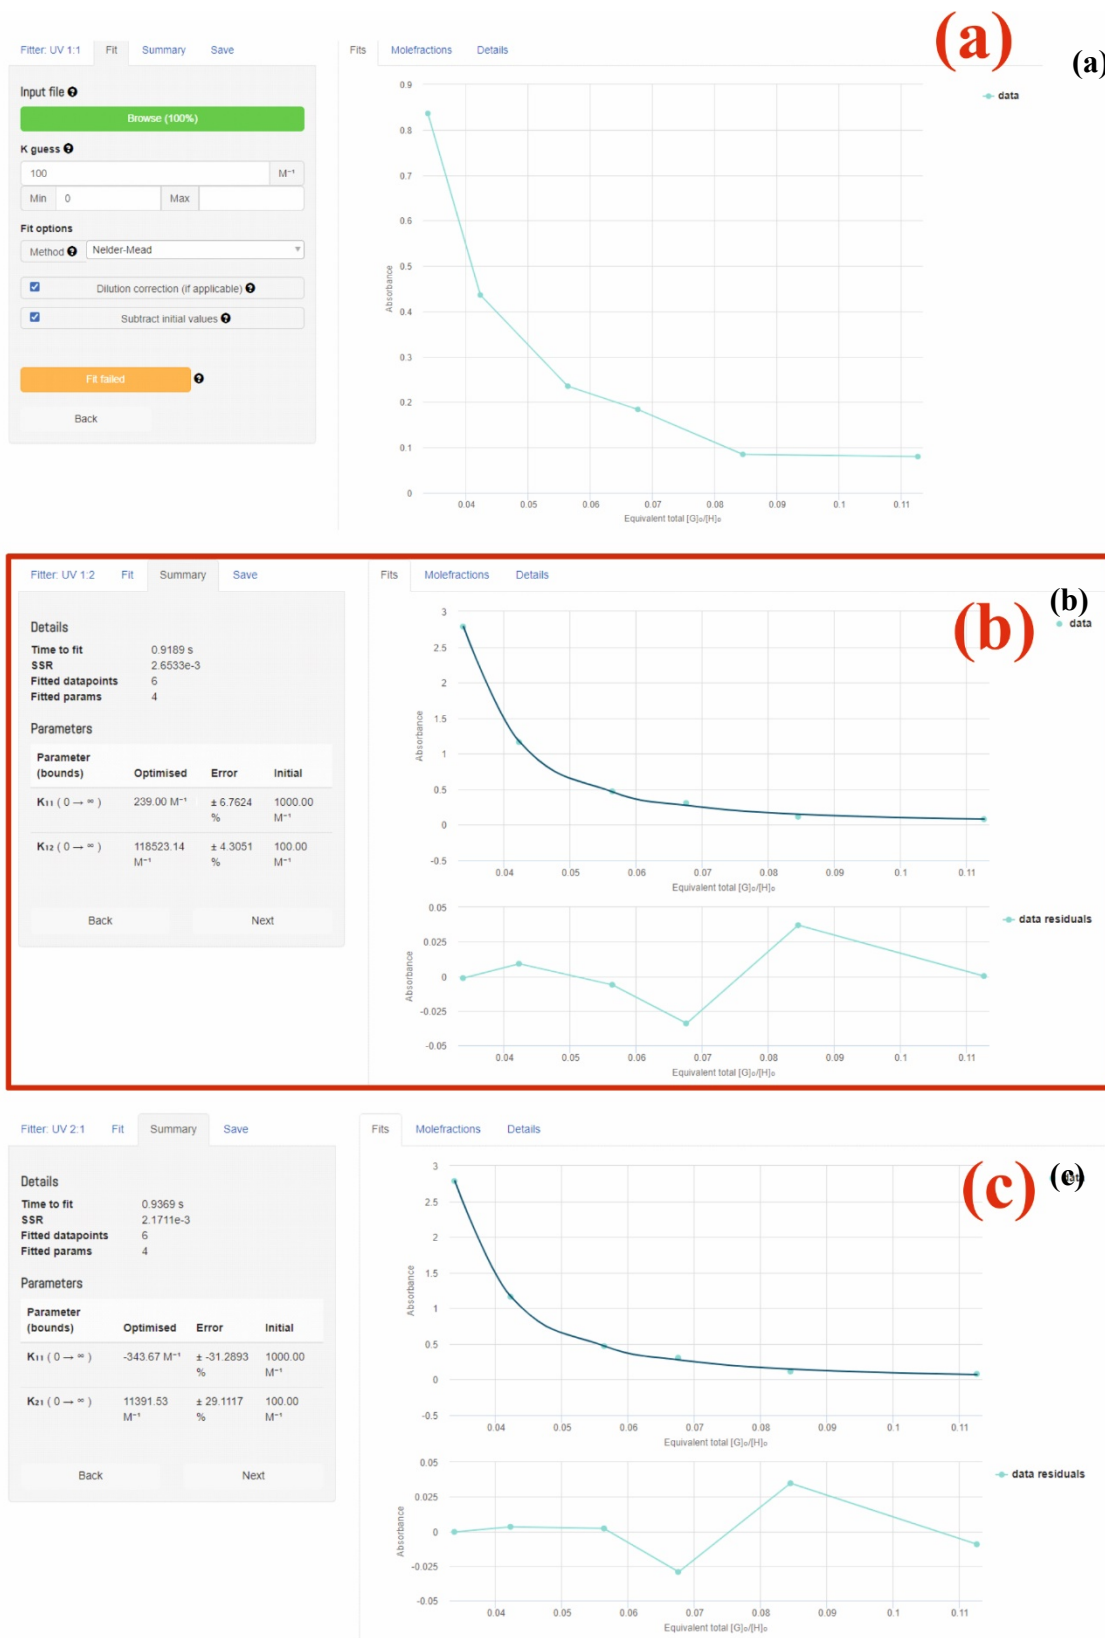 (a)
(a)
Fitter: UV 1:1 Fit Summary Save
Fits Molefractions Details
Input file
Browse (100%)
K guess
100 M⁻¹
Min 0 Max
Fit options
Method Nelder-Mead
Dilution correction (if applicable)
Subtract initial values
Fit failed
Back
data
0.9
0.8
0.7
0.6
0.5
0.4
0.3
0.2
0.1
0
Absorbance
0.04 0.05 0.06 0.07 0.08 0.09 0.1 0.11
Equivalent total [G]₀/[H]₀
Fitter: UV 1:2 Fit Summary Save
Fits Molefractions Details
(b)
(b)
data
Details
Time to fit 0.9189 s
SSR 2.6533e-3
Fitted datapoints 6
Fitted params 4
Parameters
Parameter (bounds) Optimised Error Initial
K₁₁ ( 0 → ∞ ) 239.00 M⁻¹ ± 6.7624 % 1000.00 M⁻¹
K₁₂ ( 0 → ∞ ) 118523.14 M⁻¹ ± 4.3051 % 100.00 M⁻¹
Back Next
3
2.5
2
1.5
1
0.5
0
-0.5
Absorbance
0.04 0.05 0.06 0.07 0.08 0.09 0.1 0.11
Equivalent total [G]₀/[H]₀
data residuals
0.05
0.025
0
-0.025
-0.05
Absorbance
0.04 0.05 0.06 0.07 0.08 0.09 0.1 0.11
Equivalent total [G]₀/[H]₀
Fitter: UV 2:1 Fit Summary Save
Fits Molefractions Details
(c)
(c)
data
Details
Time to fit 0.9369 s
SSR 2.1711e-3
Fitted datapoints 6
Fitted params 4
Parameters
Parameter (bounds) Optimised Error Initial
K₁₁ ( 0 → ∞ ) -343.67 M⁻¹ ± -31.2893 % 1000.00 M⁻¹
K₂₁ ( 0 → ∞ ) 11391.53 M⁻¹ ± 29.1117 % 100.00 M⁻¹
Back Next
3
2.5
2
1.5
1
0.5
0
-0.5
Absorbance
0.04 0.05 0.06 0.07 0.08 0.09 0.1 0.11
Equivalent total [G]₀/[H]₀
data residuals
0.05
0.025
0
-0.025
-0.05
Absorbance
0.04 0.05 0.06 0.07 0.08 0.09 0.1 0.11
Equivalent total [G]₀/[H]₀